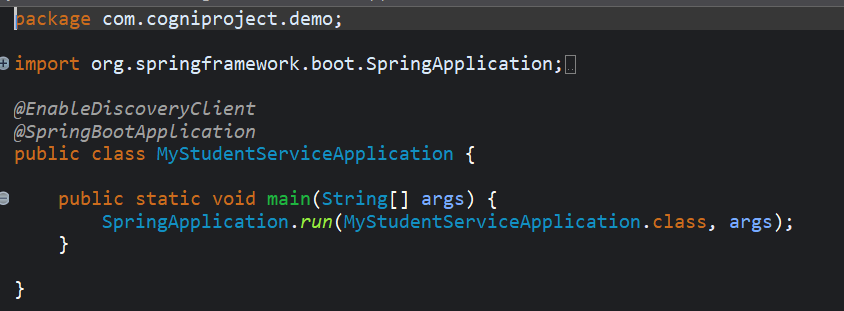 package com.cogniproject.demo;
import org.springframework.boot.SpringApplication;
@EnableDiscoveryClient
@SpringBootApplication
public class MyStudentServiceApplication {
public static void main(String[] args) {
SpringApplication.run(MyStudentServiceApplication.class, args);
}
}